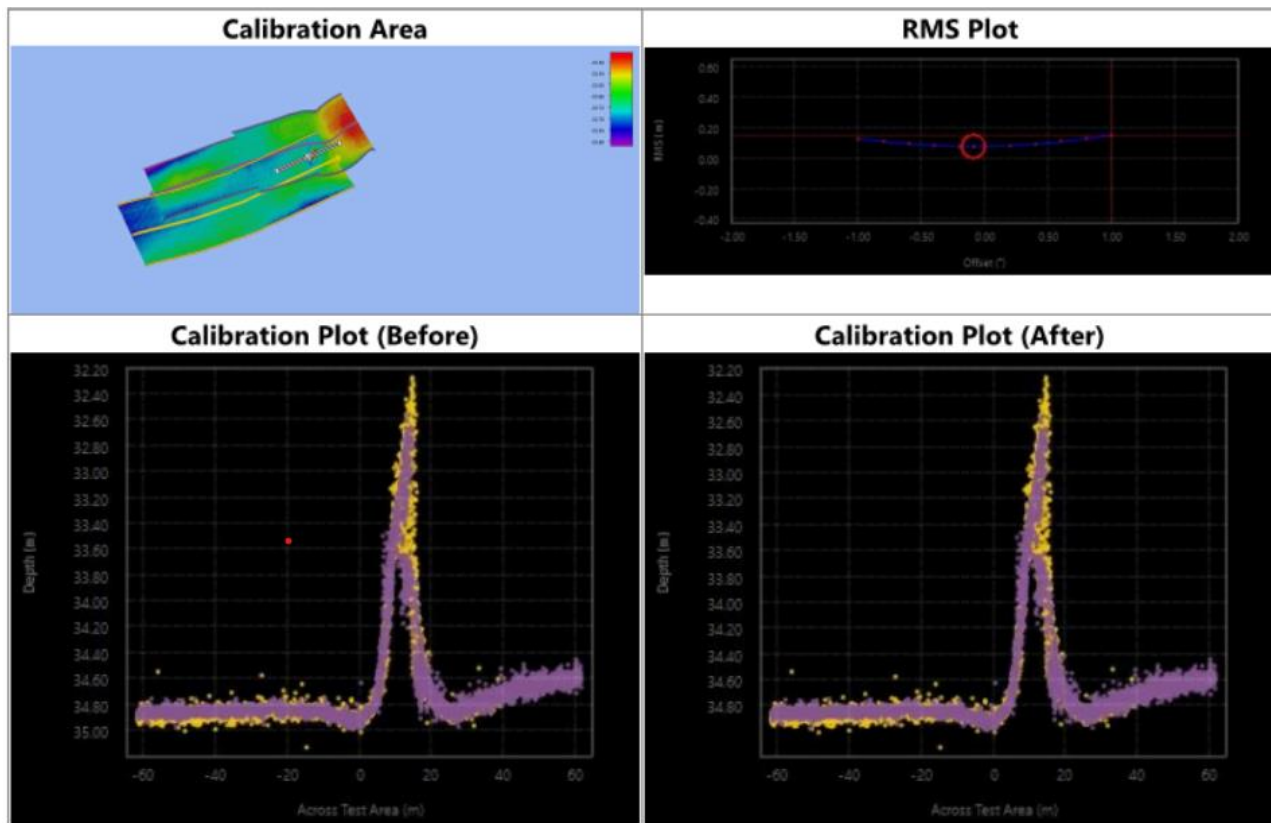 Calibration Area
RMS Plot
0.60
0.40
0.20
0.00
-0.20
-0.40
RMS (m)
-2.00 -1.50 -1.00 -0.50 0.00 0.50 1.00 1.50 2.00
Offset (°)
Calibration Plot (Before)
32.20
32.40
32.60
32.80
33.00
33.20
33.40
33.60
33.80
34.00
34.20
34.40
34.60
34.80
35.00
Depth (m)
-60 -40 -20 0 20 40 60
Across Test Area (m)
Calibration Plot (After)
32.20
32.40
32.60
32.80
33.00
33.20
33.40
33.60
33.80
34.00
34.20
34.40
34.60
34.80
Depth (m)
-60 -40 -20 0 20 40 60
Across Test Area (m)